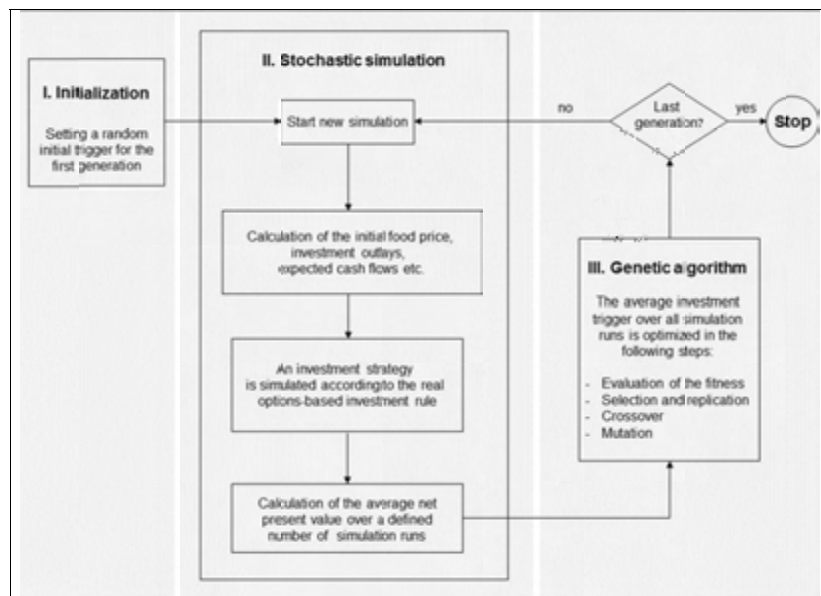 I. Initialization
Setting a random
initial trigger for the
first generation
II. Stochastic simulation
Start new simulation
Calculation of the initial food price,
investment outlays,
expected cash flows etc.
An investment strategy
is simulated according to the real
options-based investment rule
Calculation of the average net
present value over a defined
number of simulation runs
no
Last
generation?
yes
Stop
III. Genetic algorithm
The average investment
trigger over all simulation
runs is optimized in the
following steps:
- Evaluation of the fitness
- Selection and replication
- Crossover
- Mutation